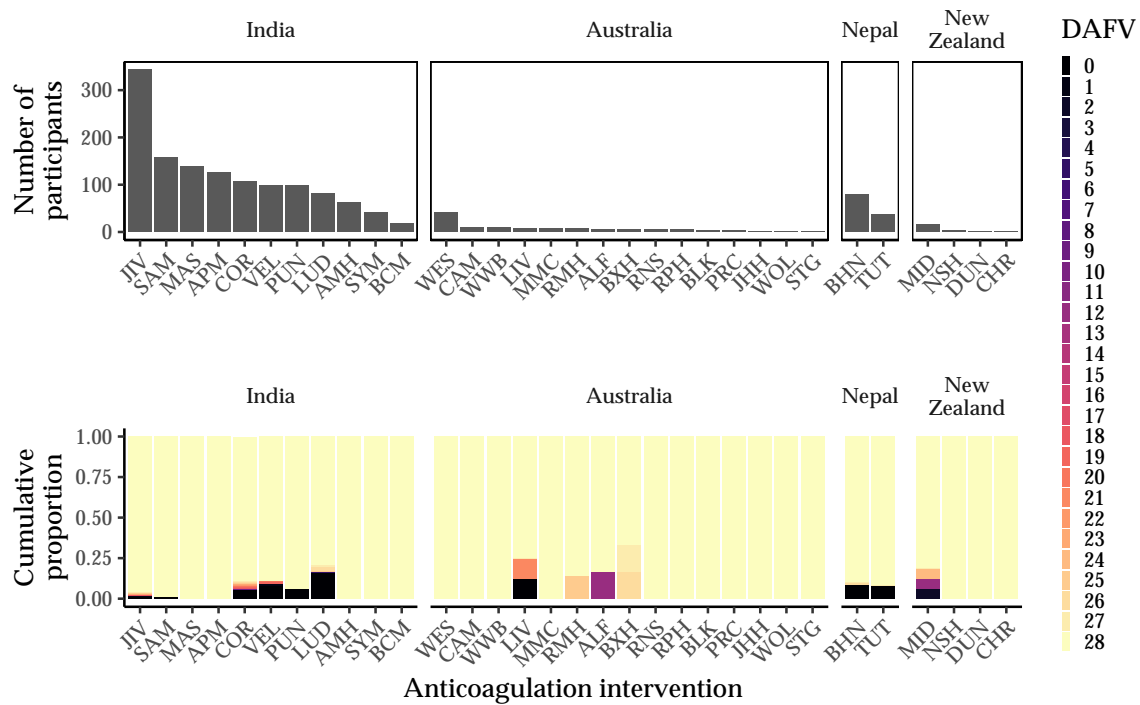 India
Australia
Nepal
New
Zealand
DAFV
Number of
participants
300
200
100
0
JIV
SAM
MAS
APM
COR
VEL
PUN
LUD
AMH
SYM
BCM
WES
CAM
WWB
LIV
MMC
RMH
ALF
BXH
RNS
RPH
BLK
PRC
JHH
WOL
STG
BHN
TUT
MID
NSH
DUN
CHR
India
Australia
Nepal
New
Zealand
Cumulative
proportion
1.00
0.75
0.50
0.25
0.00
JIV
SAM
MAS
APM
COR
VEL
PUN
LUD
AMH
SYM
BCM
WES
CAM
WWB
LIV
MMC
RMH
ALF
BXH
RNS
RPH
BLK
PRC
JHH
WOL
STG
BHN
TUT
MID
NSH
DUN
CHR
Anticoagulation intervention
0
1
2
3
4
5
6
7
8
9
10
11
12
13
14
15
16
17
18
19
20
21
22
23
24
25
26
27
28